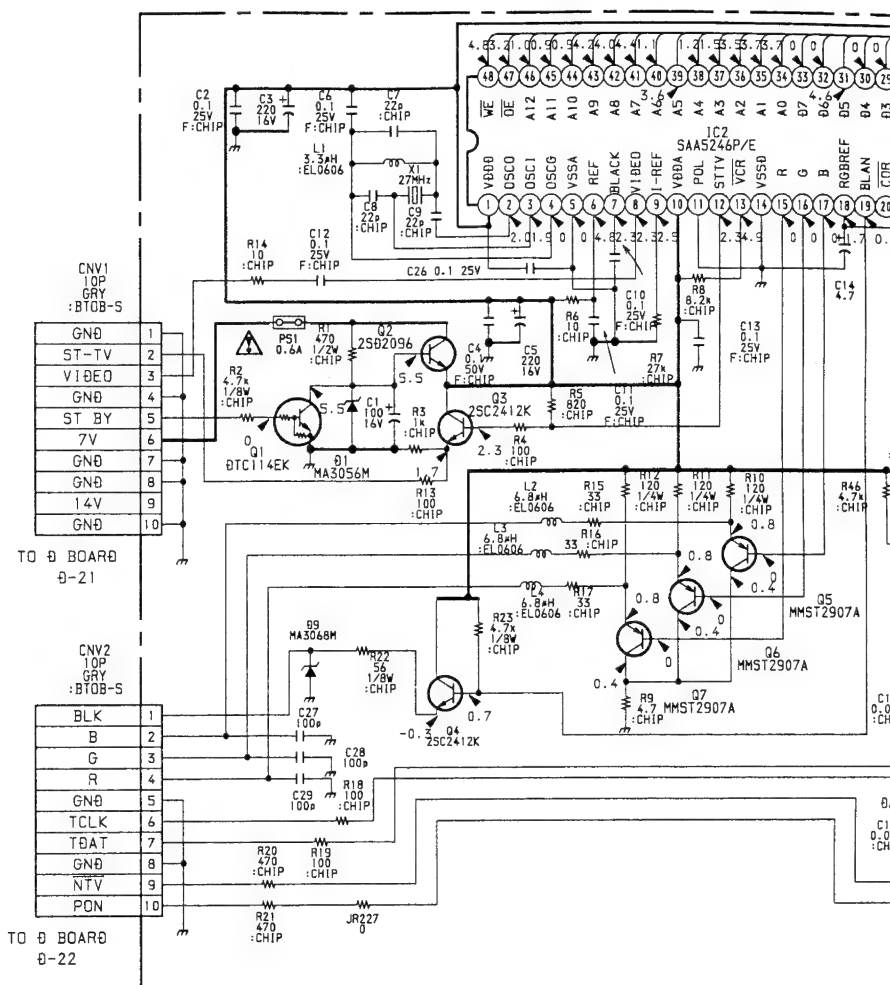 4.8 3.2 1.0 0.9 0.9 4.2 4.0 4.4 1.1 1.2 1.5 3.5 3.7 3.7 0 0 0 0
48 47 46 45 44 43 42 41 40 39 38 37 36 35 34 33 32 31 30 29
3.6 4.6
WE OE A12 A11 A10 A9 A8 A7 A6 A5 A4 A3 A2 A1 A0 D7 D6 D5 D4 D3
IC2
SAA5246P/E
VDDD OSCO OSCI OSCG VSSA REF BLACK VIDEO I-REF VDDA POL STTV VCR VSSD R G B RGBREF BLAN COR
1 2 3 4 5 6 7 8 9 10 11 12 13 14 15 16 17 18 19 20
2.0 1.9 0 4.8 2.3 2.3 2.9 0 2.3 4.9 0 0 0 1.7 0.
C2
0.1
25V
F:CHIP
C3
220
16V
C6
0.1
25V
F:CHIP
C7
22p
:CHIP
L1
3.3µH
:EL0606
X1
27MHz
C8
22p
:CHIP
C9
22p
:CHIP
R14
10
:CHIP
C12
0.1
25V
F:CHIP
C26 0.1 25V
R8
8.2k
:CHIP
C14
4.7
CNV1
10P
GRY
:BTOB-S
GND 1
ST-TV 2
VIDEO 3
GND 4
ST BY 5
7V 6
GND 7
GND 8
14V 9
GND 10
TO D BOARD
D-21
PS1
0.6A
R1
470
1/2W
:CHIP
Q2
2SD2096
C4
0.1
50V
F:CHIP
C5
220
16V
R6
10
:CHIP
C10
0.1
25V
F:CHIP
R7
27k
:CHIP
C13
0.1
25V
F:CHIP
R2
4.7k
1/8W
:CHIP
5.5
5.5
C1
100
16V
R3
1k
:CHIP
Q3
2SC2412K
R5
820
:CHIP
C11
0.1
25V
F:CHIP
0
Q1
DTC114EK
D1
MA3056M
1.7
R13
100
:CHIP
2.3
R4
100
:CHIP
L2
6.8µH
:EL0606
R15
33
:CHIP
R12
120
1/4W
:CHIP
R11
120
1/4W
:CHIP
R10
120
1/4W
:CHIP
R46
4.7k
:CHIP
L3
6.8µH
:EL0606
R16
33 :CHIP
0.8
L4
6.8µH
:EL0606
R17
33
:CHIP
0.8
0
0.4
Q5
MMST2907A
0.8
0
0.4
Q6
MMST2907A
0
0.4
Q7
MMST2907A
D9
MA3068M
R22
56
1/8W
:CHIP
R23
4.7k
1/8W
:CHIP
R9
4.7
:CHIP
-0.3
0.7
Q4
2SC2412K
CNV2
10P
GRY
:BTOB-S
BLK 1
B 2
G 3
R 4
GND 5
TCLK 6
TDAT 7
GND 8
NTV 9
PON 10
TO D BOARD
D-22
C27
100p
C28
100p
C29
100p
R18
100
:CHIP
R19
100
:CHIP
R20
470
:CHIP
R21
470
:CHIP
JR227
0